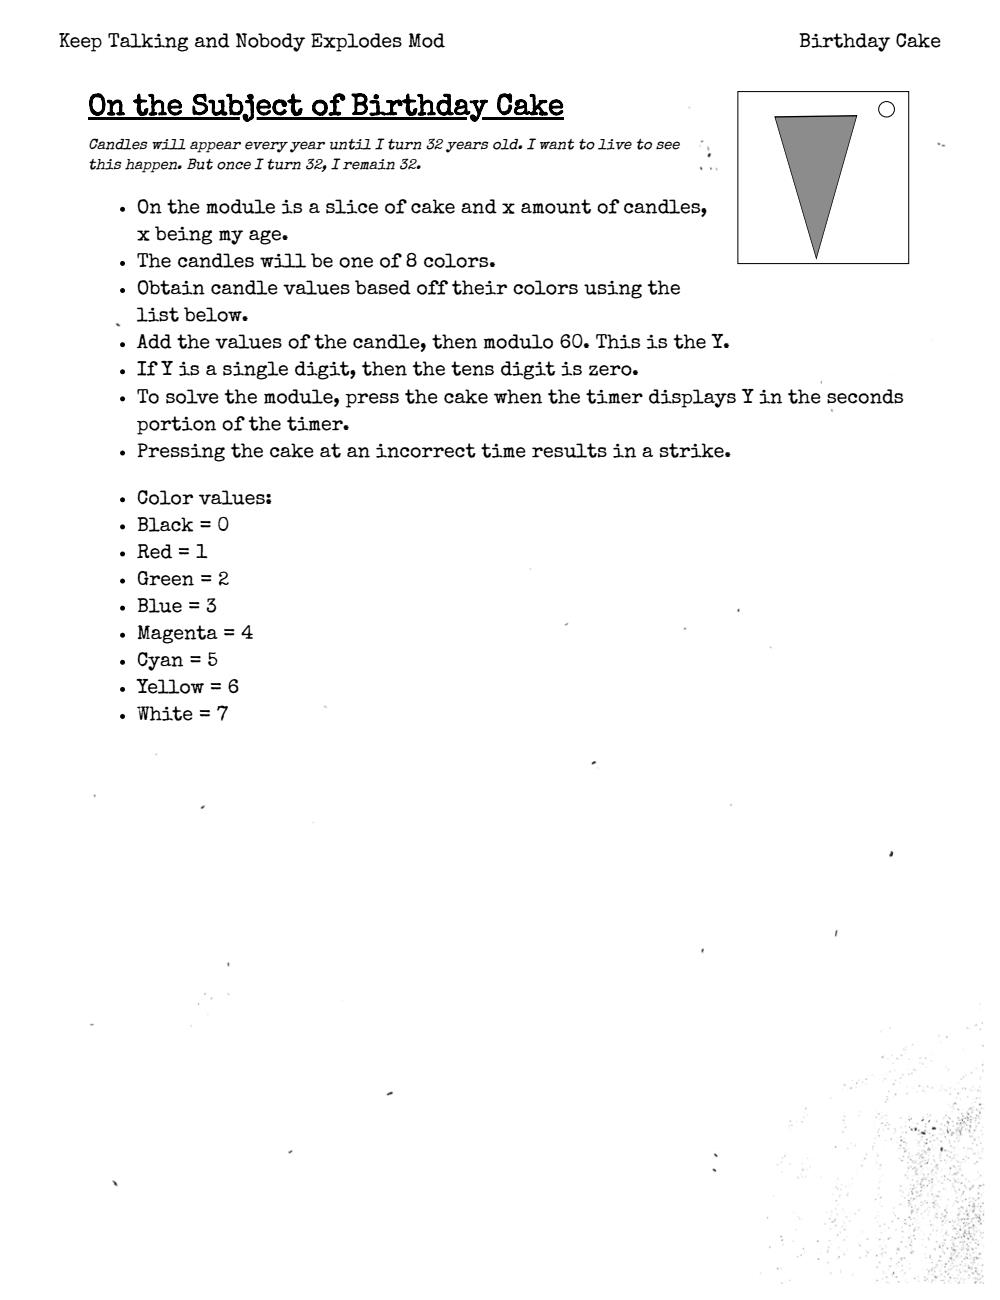 Keep Talking and Nobody Explodes Mod
Birthday Cake
On the Subject of Birthday Cake
Candles will appear every year until I turn 32 years old. I want to live to see
this happen. But once I turn 32, I remain 32.
• On the module is a slice of cake and x amount of candles,
x being my age.
• The candles will be one of 8 colors.
• Obtain candle values based off their colors using the
list below.
• Add the values of the candle, then modulo 60. This is the Y.
• If Y is a single digit, then the tens digit is zero.
• To solve the module, press the cake when the timer displays Y in the seconds
portion of the timer.
• Pressing the cake at an incorrect time results in a strike.
• Color values:
• Black = 0
• Red = 1
• Green = 2
• Blue = 3
• Magenta = 4
• Cyan = 5
• Yellow = 6
• White = 7